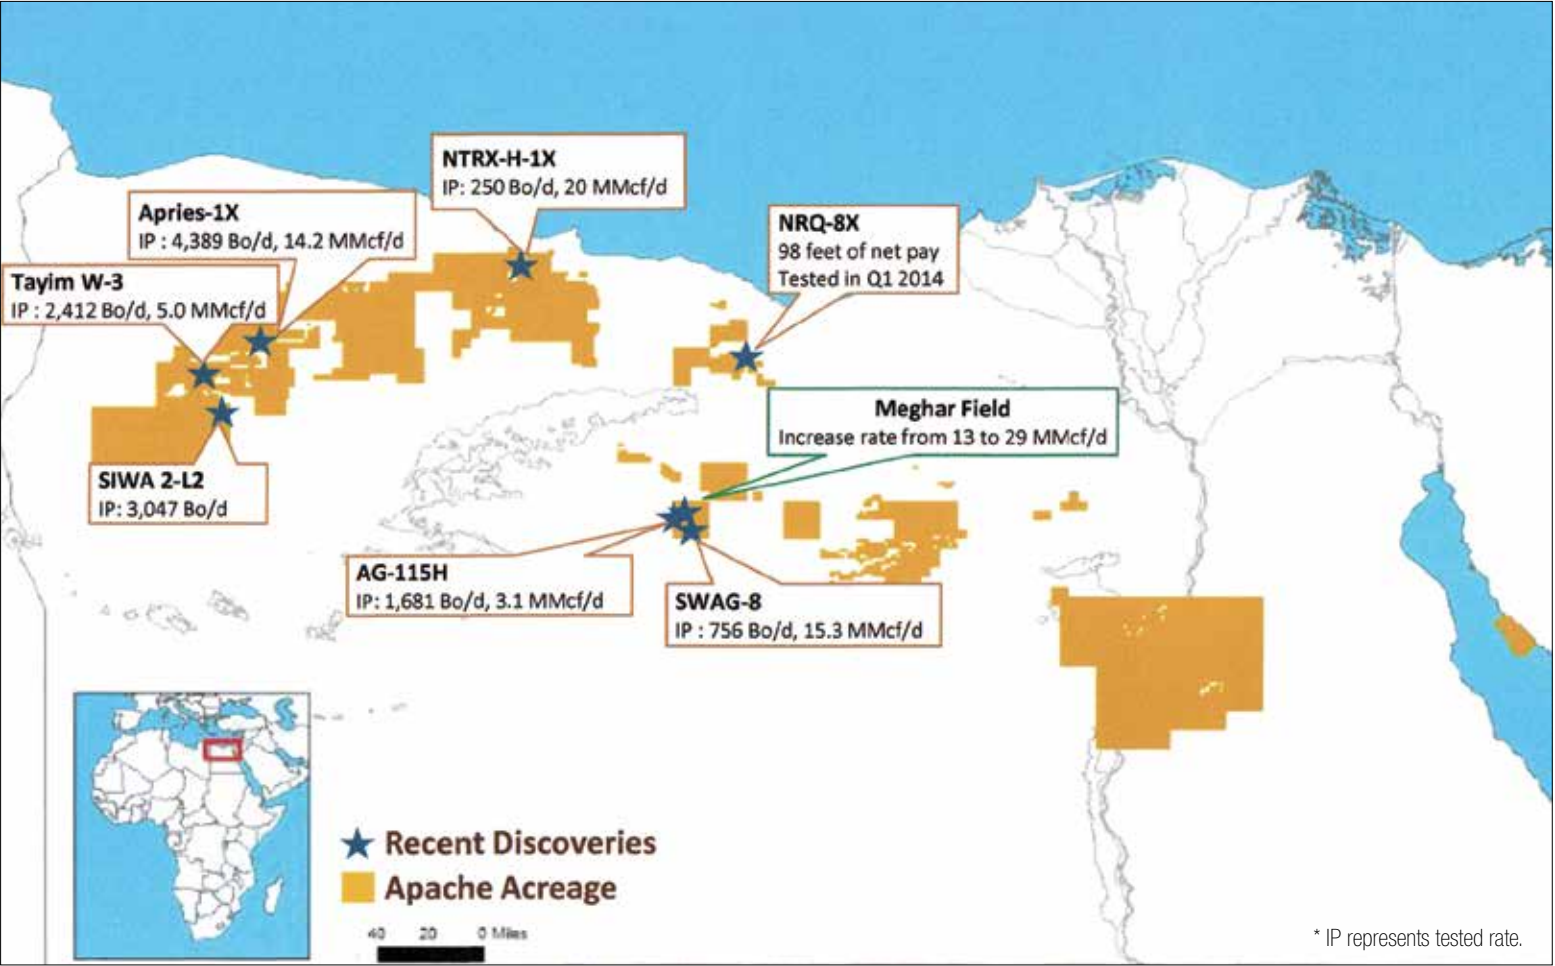 NTRX-H-1X
IP: 250 Bo/d, 20 MMcf/d
Apries-1X
IP : 4,389 Bo/d, 14.2 MMcf/d
NRQ-8X
98 feet of net pay
Tested in Q1 2014
Tayim W-3
IP : 2,412 Bo/d, 5.0 MMcf/d
Meghar Field
Increase rate from 13 to 29 MMcf/d
SIWA 2-L2
IP: 3,047 Bo/d
AG-115H
IP: 1,681 Bo/d, 3.1 MMcf/d
SWAG-8
IP : 756 Bo/d, 15.3 MMcf/d
Recent Discoveries
Apache Acreage
40 20 0 Miles
* IP represents tested rate.